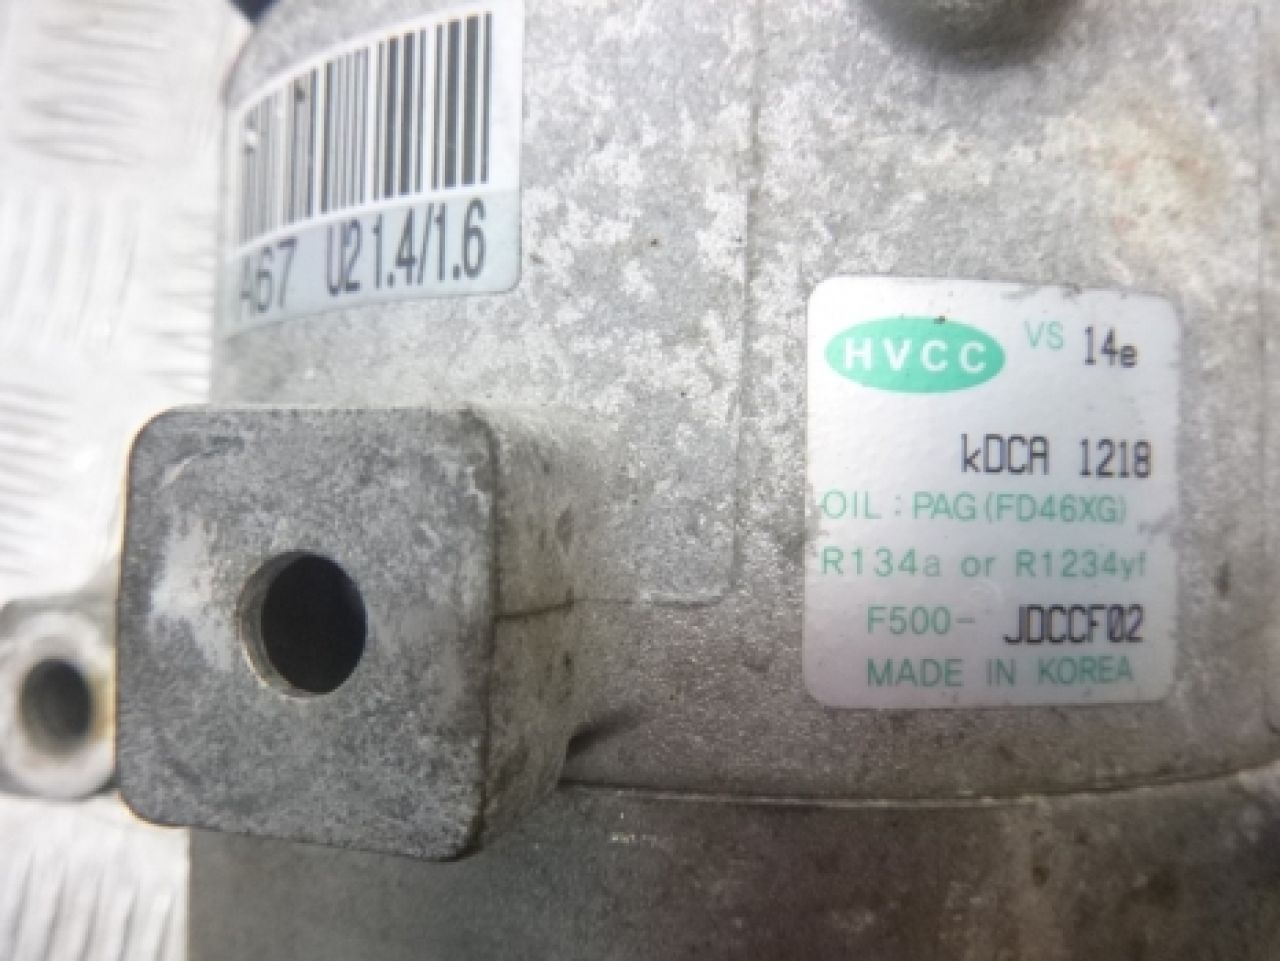 A67 U2 1.4/1.6
HVCC VS 14e
kDCA 1218
OIL : PAG (FD46XG)
R134a or R1234yf
F500- JDCCF02
MADE IN KOREA